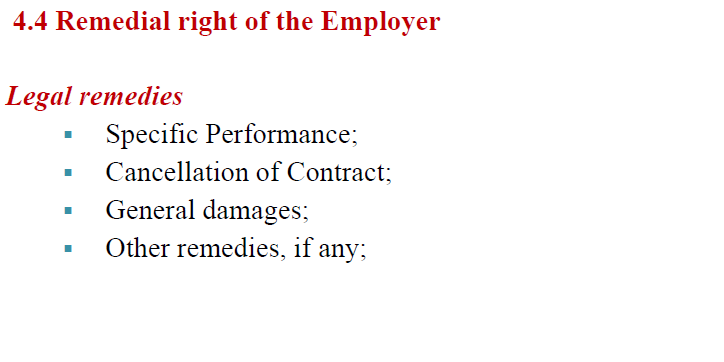 4.4 Remedial right of the Employer
Legal remedies
▪ Specific Performance;
▪ Cancellation of Contract;
▪ General damages;
▪ Other remedies, if any;